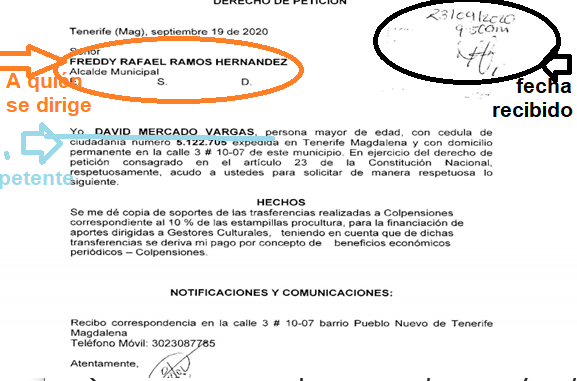 DERECHO DE PETICIÓN
23/09/2020
9:50am
Tenerife (Mag), septiembre 19 de 2020
Señor
FREDDY RAFAEL RAMOS HERNANDEZ
Alcalde Municipal
E. S. D.
A quien
se dirige
fecha
recibido
Yo DAVID MERCADO VARGAS, persona mayor de edad, con cedula de
ciudadanía número 5.122.705 expedida en Tenerife Magdalena y con domicilio
permanente en la calle 3 # 10-07 de este municipio. En ejercicio del derecho de
petición consagrado en el artículo 23 de la Constitución Nacional,
respetuosamente, acudo a ustedes para solicitar de manera respetuosa lo
siguiente.
petente
HECHOS
Se me dé copia de soportes de las trasferencias realizadas a Colpensiones
correspondiente al 10 % de las estampillas procultura, para la financiación de
aportes dirigidas a Gestores Culturales, teniendo en cuenta que de dichas
transferencias se deriva mi pago por concepto de beneficios económicos
periódicos – Colpensiones.
NOTIFICACIONES Y COMUNICACIONES:
Recibo correspondencia en la calle 3 # 10-07 barrio Pueblo Nuevo de Tenerife
Magdalena
Teléfono Móvil: 3023087785
Atentamente,